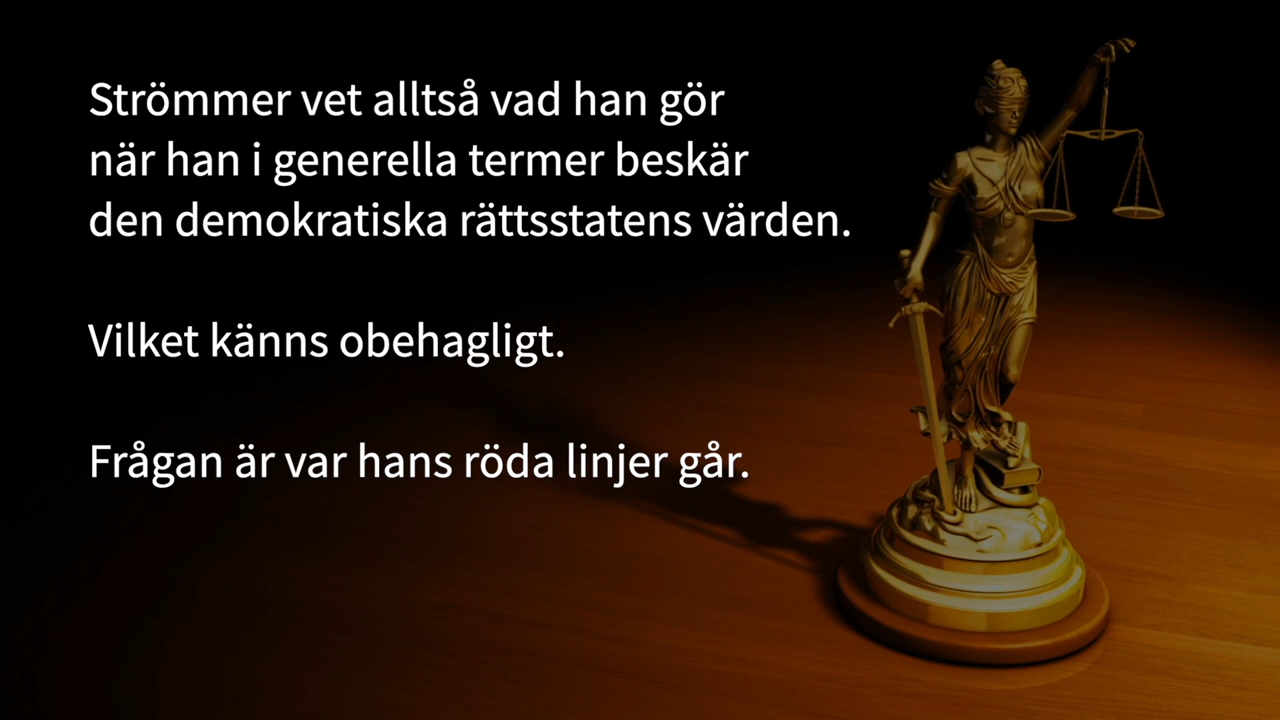 Strömmer vet alltså vad han gör
när han i generella termer beskär
den demokratiska rättsstatens värden.
Vilket känns obehagligt.
Frågan är var hans röda linjer går.